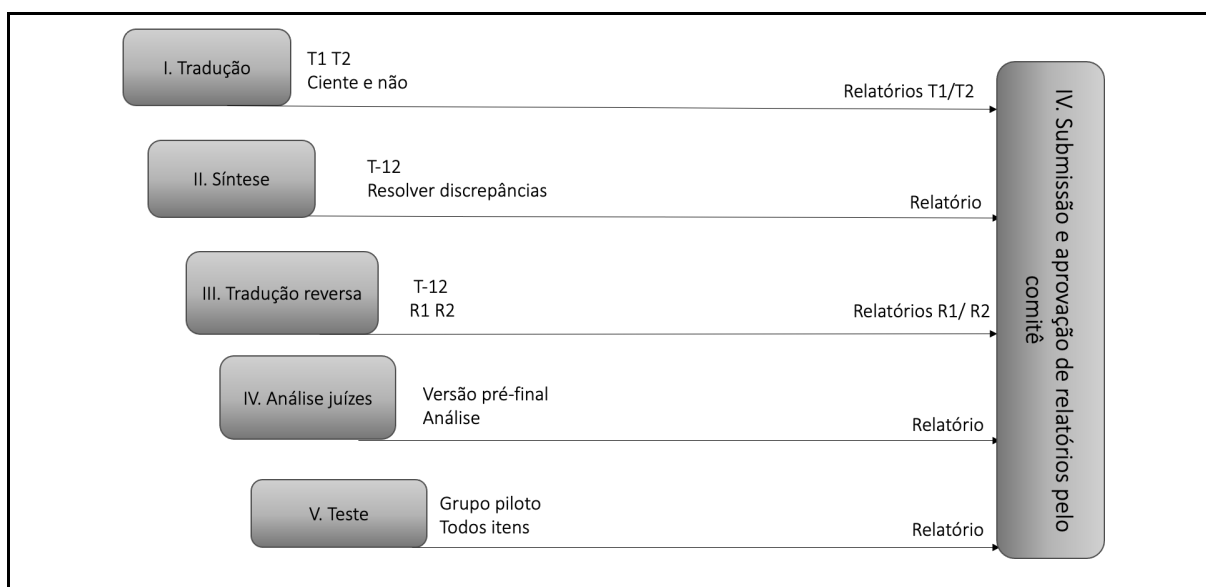 I. Tradução
T1 T2
Ciente e não
Relatórios T1/T2
II. Síntese
T-12
Resolver discrepâncias
Relatório
III. Tradução reversa
T-12
R1 R2
Relatórios R1/ R2
IV. Análise juízes
Versão pré-final
Análise
Relatório
V. Teste
Grupo piloto
Todos itens
Relatório
IV. Submissão e aprovação de relatórios pelo
comitê